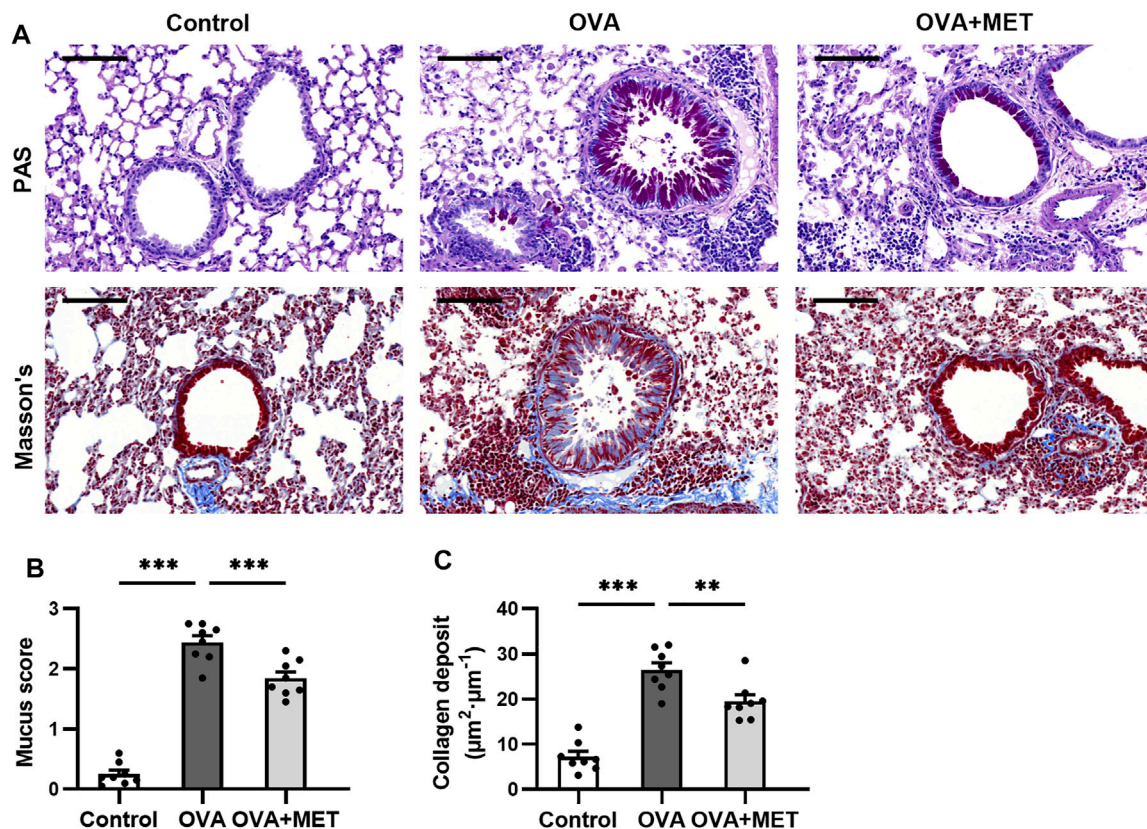 Control OVA OVA+MET
A
PAS
Masson's
B
*** ***
Mucus score
3
2
1
0
Control OVA OVA+MET
C
*** **
Collagen deposit
(µm²·µm⁻¹)
40
30
20
10
0
Control OVA OVA+MET